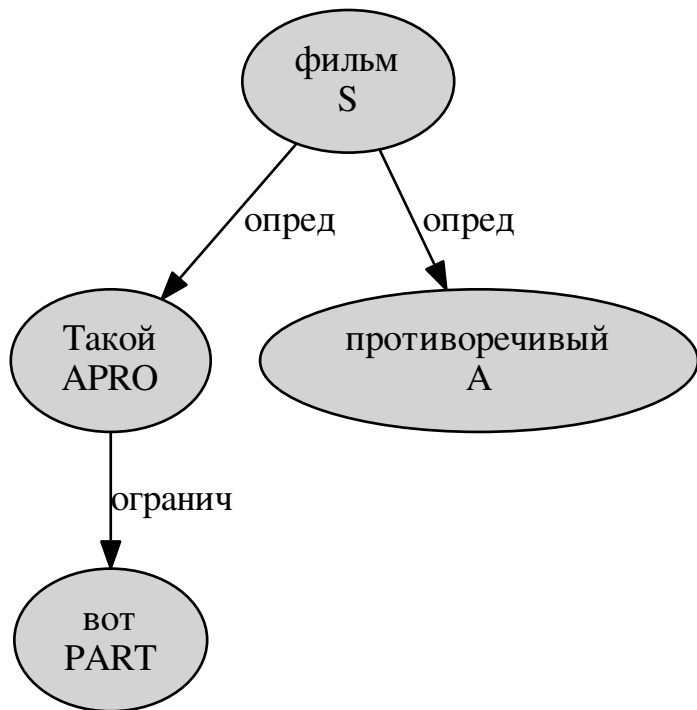 фильм
S
опред
опред
Такой
APRO
противоречивый
A
огранич
вот
PART